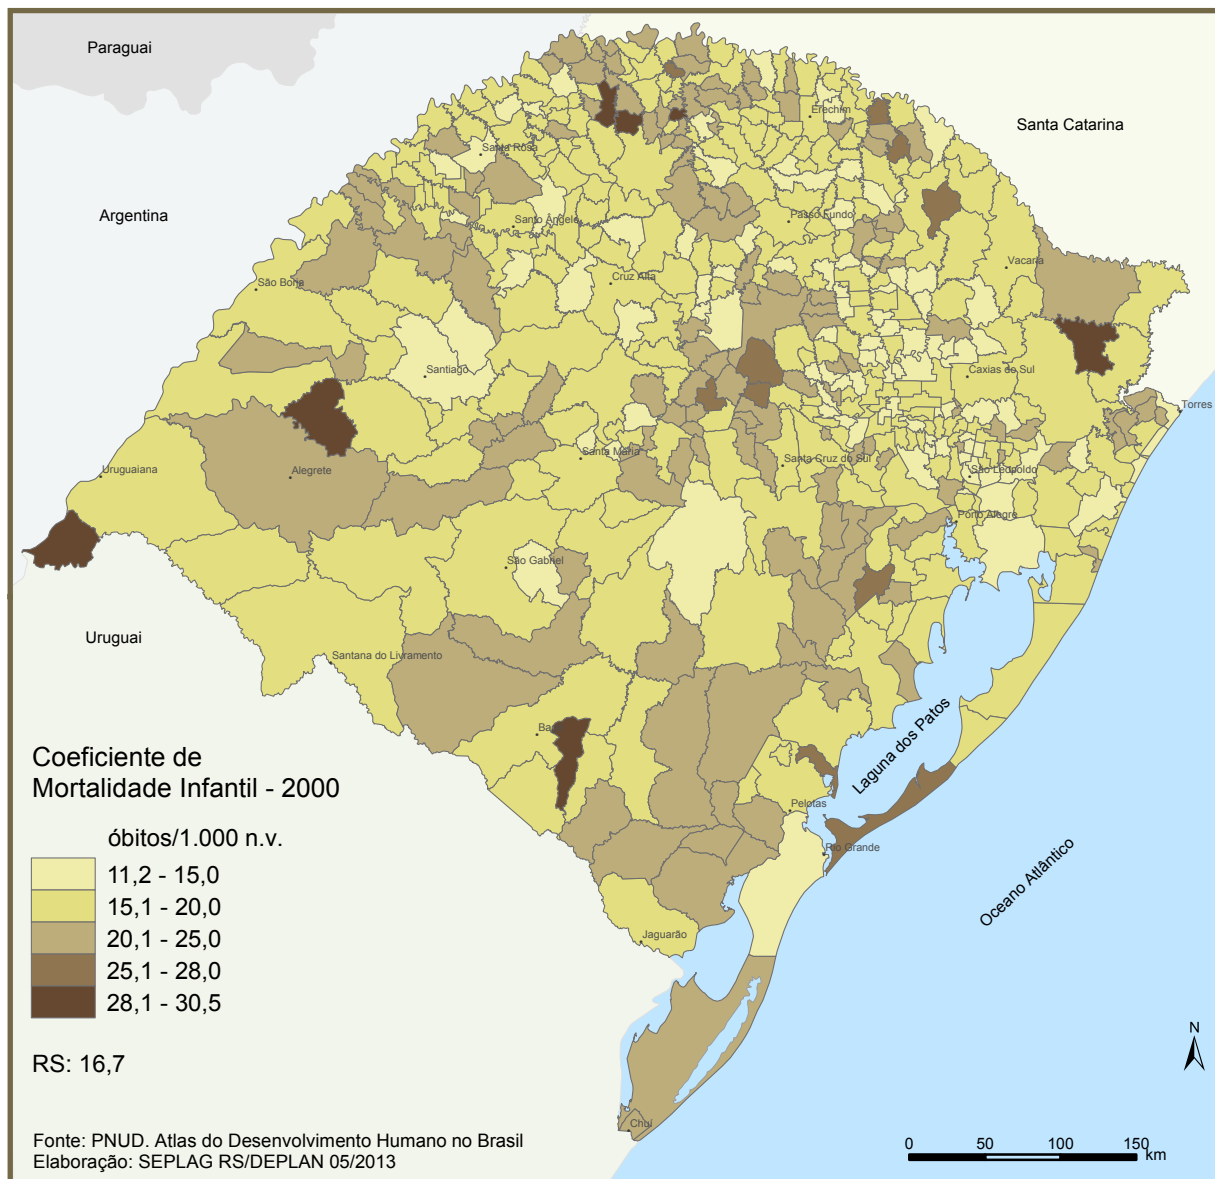 Paraguai
Santa Catarina
Argentina
Erechim
Santa Rosa
Santo Ângelo
Passo Fundo
Vacaria
São Borja
Cruz Alta
Santiago
Caxias do Sul
Torres
Uruguaiana
Alegrete
Santa Maria
Santa Cruz do Sul
São Leopoldo
Porto Alegre
São Gabriel
Uruguai
Santana do Livramento
Laguna dos Patos
Pelotas
Rio Grande
Oceano Atlântico
Jaguarão
Chuí
Coeficiente de
Mortalidade Infantil - 2000
óbitos/1.000 n.v.
11,2 - 15,0
15,1 - 20,0
20,1 - 25,0
25,1 - 28,0
28,1 - 30,5
RS: 16,7
N
Fonte: PNUD. Atlas do Desenvolvimento Humano no Brasil
Elaboração: SEPLAG RS/DEPLAN 05/2013
0 50 100 150
km